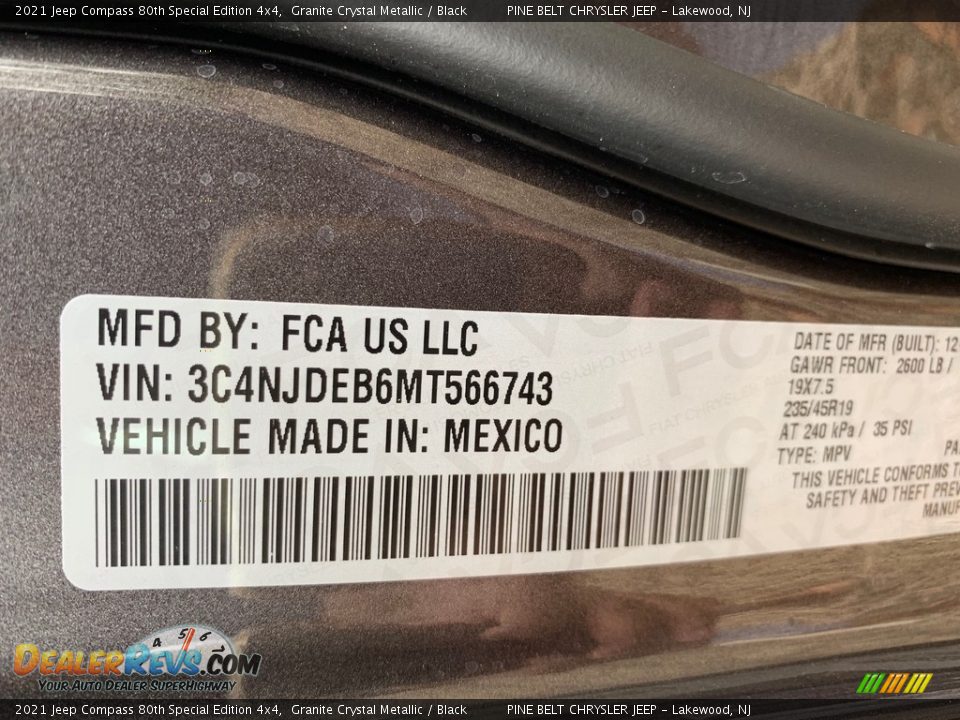 2021 Jeep Compass 80th Special Edition 4x4, Granite Crystal Metallic / Black PINE BELT CHRYSLER JEEP - Lakewood, NJ
MFD BY: FCA US LLC
VIN: 3C4NJDEB6MT566743
VEHICLE MADE IN: MEXICO
DATE OF MFR (BUILT): 12
GAWR FRONT: 2600 LB /
19X7.5
235/45R19
AT 240 kPa / 35 PSI
TYPE: MPV
THIS VEHICLE CONFORMS
SAFETY AND THEFT
4 5 6
DEALERREVS.COM
YOUR AUTO DEALER SUPERHIGHWAY
2021 Jeep Compass 80th Special Edition 4x4, Granite Crystal Metallic / Black PINE BELT CHRYSLER JEEP - Lakewood, NJ